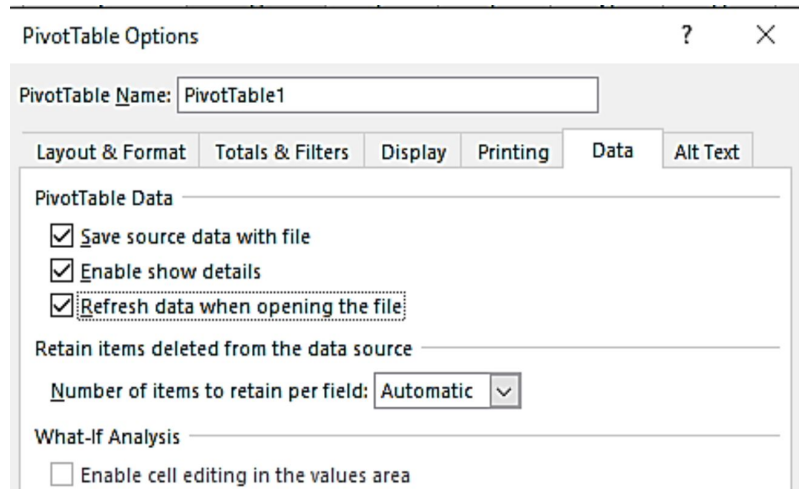 PivotTable Options ? ×
PivotTable Name: PivotTable1
Layout & Format Totals & Filters Display Printing Data Alt Text
PivotTable Data
Save source data with file
Enable show details
Refresh data when opening the file
Retain items deleted from the data source
Number of items to retain per field: Automatic
What-If Analysis
Enable cell editing in the values area